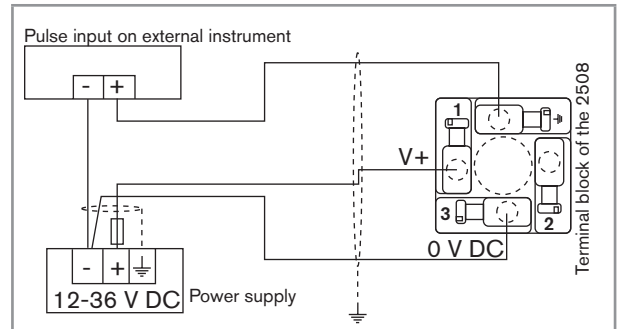 Pulse input on external instrument
- +
1
V+
3
2
0 V DC
Terminal block of the 2508
- +
12-36 V DC
Power supply